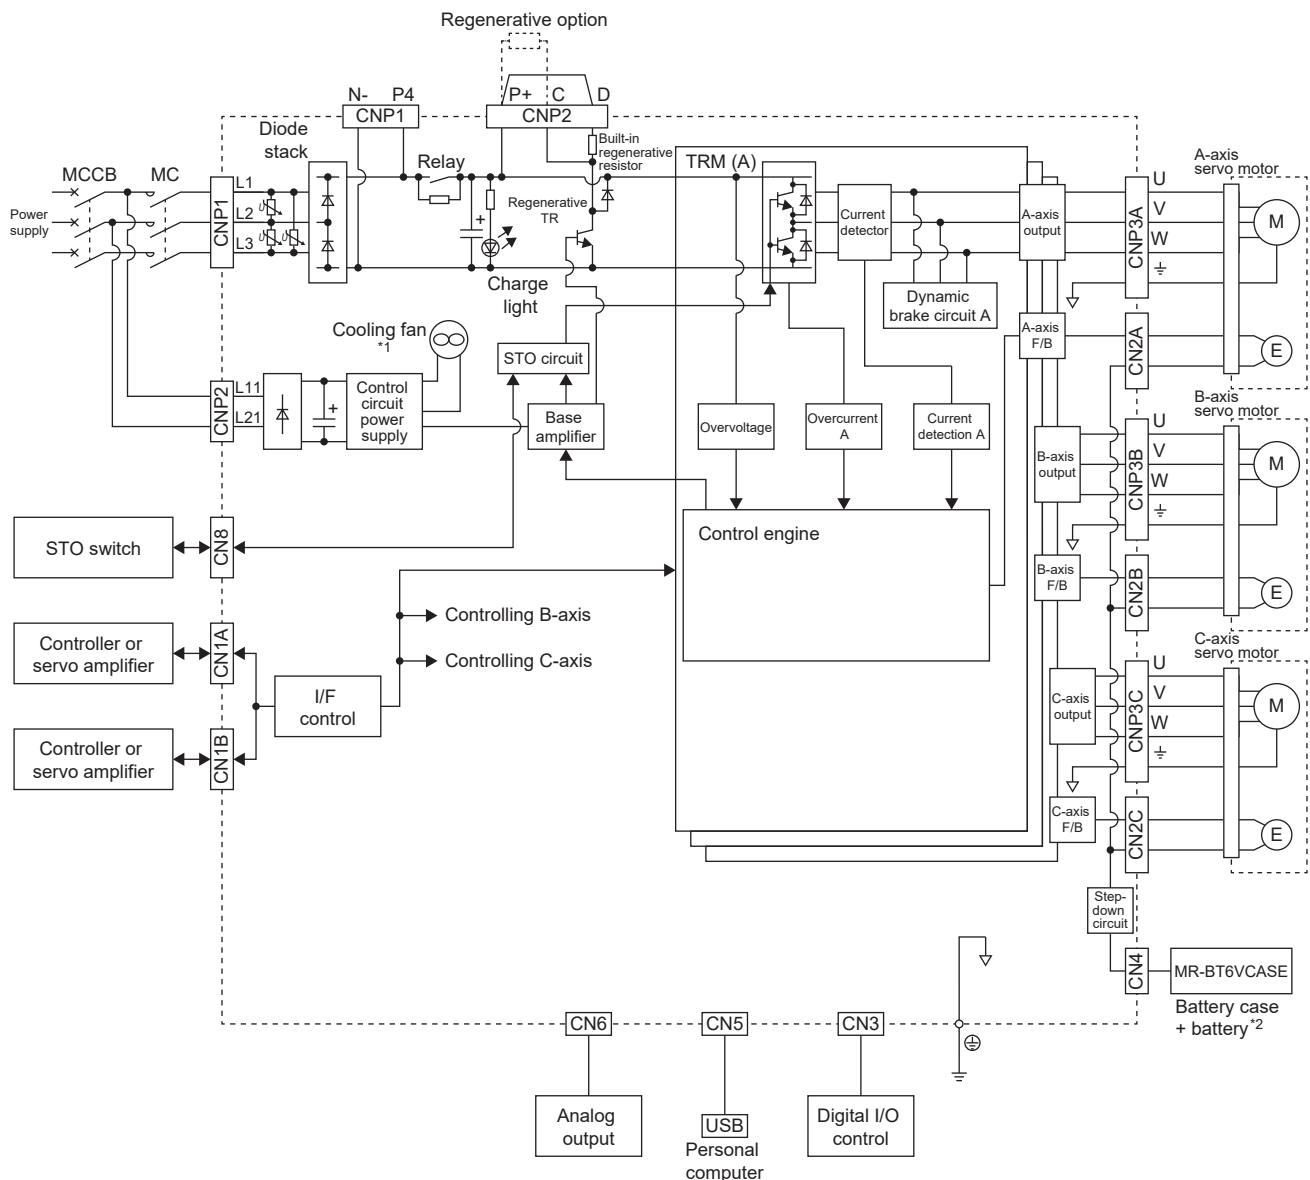 Regenerative option
N- P4
CNP1
P+ C D
CNP2
Diode
stack
Built-in
regenerative
resistor
TRM (A)
A-axis
servo motor
MCCB MC
L1
L2
L3
CNP1
Power
supply
Relay
+
Regenerative
TR
Charge
light
Current
detector
A-axis
output
CNP3A
U
V
W
M
Dynamic
brake circuit A
A-axis
F/B
CN2A
E
Cooling fan
*1
STO circuit
CNP2
L11
L21
+
Control
circuit
power
supply
Base
amplifier
Overvoltage
Overcurrent
A
Current
detection A
B-axis
servo motor
B-axis
output
CNP3B
U
V
W
M
STO switch
CN8
Control engine
B-axis
F/B
CN2B
E
Controlling B-axis
Controlling C-axis
Controller or
servo amplifier
CN1A
I/F
control
Controller or
servo amplifier
CN1B
C-axis
servo motor
C-axis
output
CNP3C
U
V
W
M
C-axis
F/B
CN2C
E
Step-
down
circuit
CN4
MR-BT6VCASE
Battery case
+ battery*2
CN6
CN5
CN3
Analog
output
USB
Personal
computer
Digital I/O
control